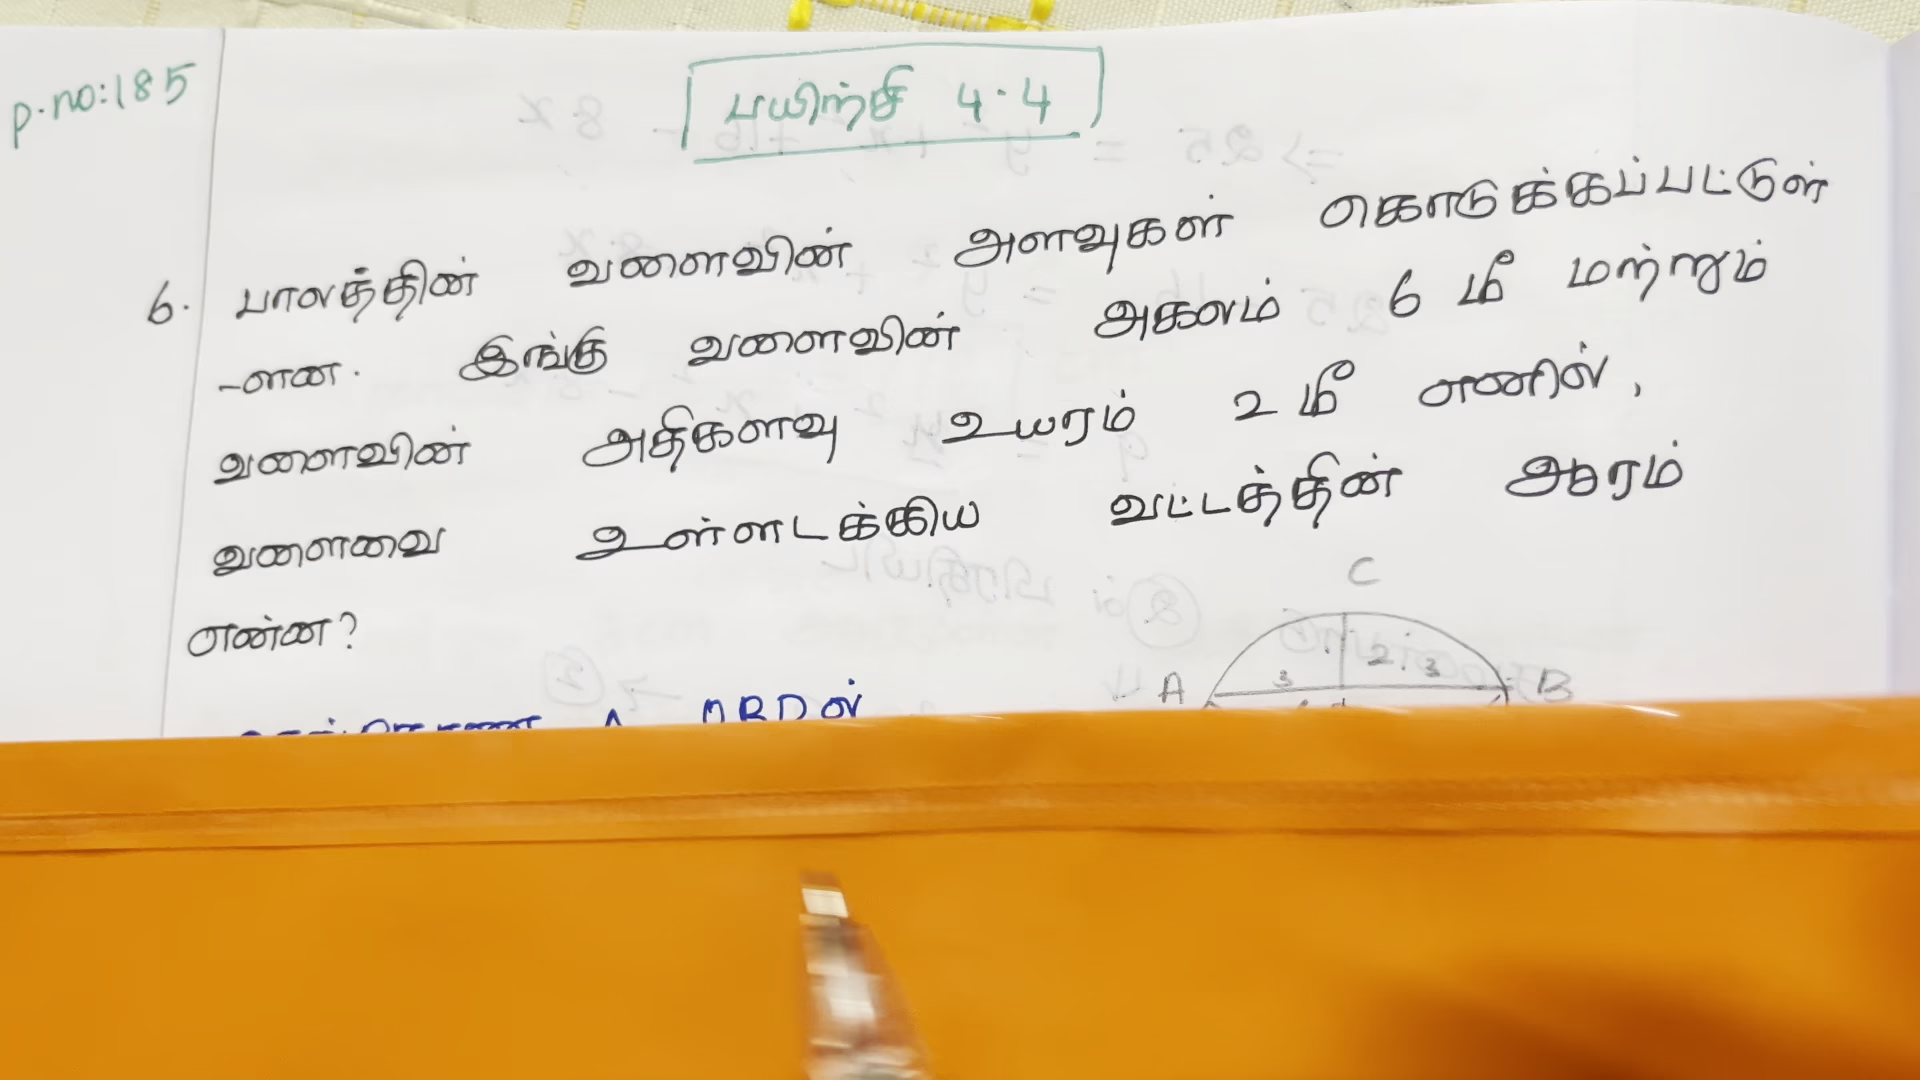 p.no:185
பயிற்சி 4.4
6. பாலத்தின் வளைவின் அளவுகள் கொடுக்கப்பட்டுள்
-ளன. இங்கு வளைவின் அகலம் 6 மீ மற்றும்
வளைவின் அதிகளவு உயரம் 2 மீ எனில்,
வளைவை உள்ளடக்கிய வட்டத்தின் ஆரம்
என்ன?
C
2
A 3 3 B